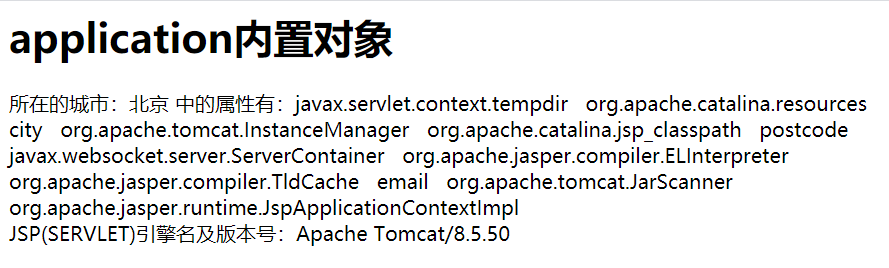 application内置对象
所在的城市：北京 中的属性有：javax.servlet.context.tempdir org.apache.catalina.resources
city org.apache.tomcat.InstanceManager org.apache.catalina.jsp_classpath postcode
javax.websocket.server.ServerContainer org.apache.jasper.compiler.ELInterpreter
org.apache.jasper.compiler.TldCache email org.apache.tomcat.JarScanner
org.apache.jasper.runtime.JspApplicationContextImpl
JSP(SERVLET)引擎名及版本号：Apache Tomcat/8.5.50